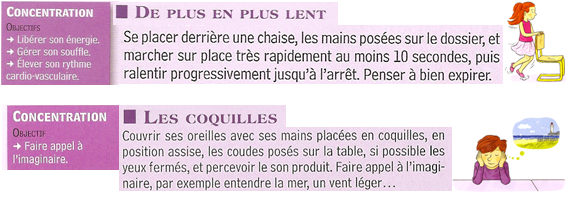 CONCENTRATION
OBJECTIFS
➔ Libérer son énergie.
➔ Gérer son souffle.
➔ Élever son rythme
cardio-vasculaire.
■ DE PLUS EN PLUS LENT
Se placer derrière une chaise, les mains posées sur le dossier, et
marcher sur place très rapidement au moins 10 secondes, puis
ralentir progressivement jusqu'à l'arrêt. Penser à bien expirer.
CONCENTRATION
OBJECTIF
➔ Faire appel à
l'imaginaire.
■ LES COQUILLES
Couvrir ses oreilles avec ses mains placées en coquilles, en
position assise, les coudes posés sur la table, si possible les
yeux fermés, et percevoir le son produit. Faire appel à l'imagi-
naire, par exemple entendre la mer, un vent léger…